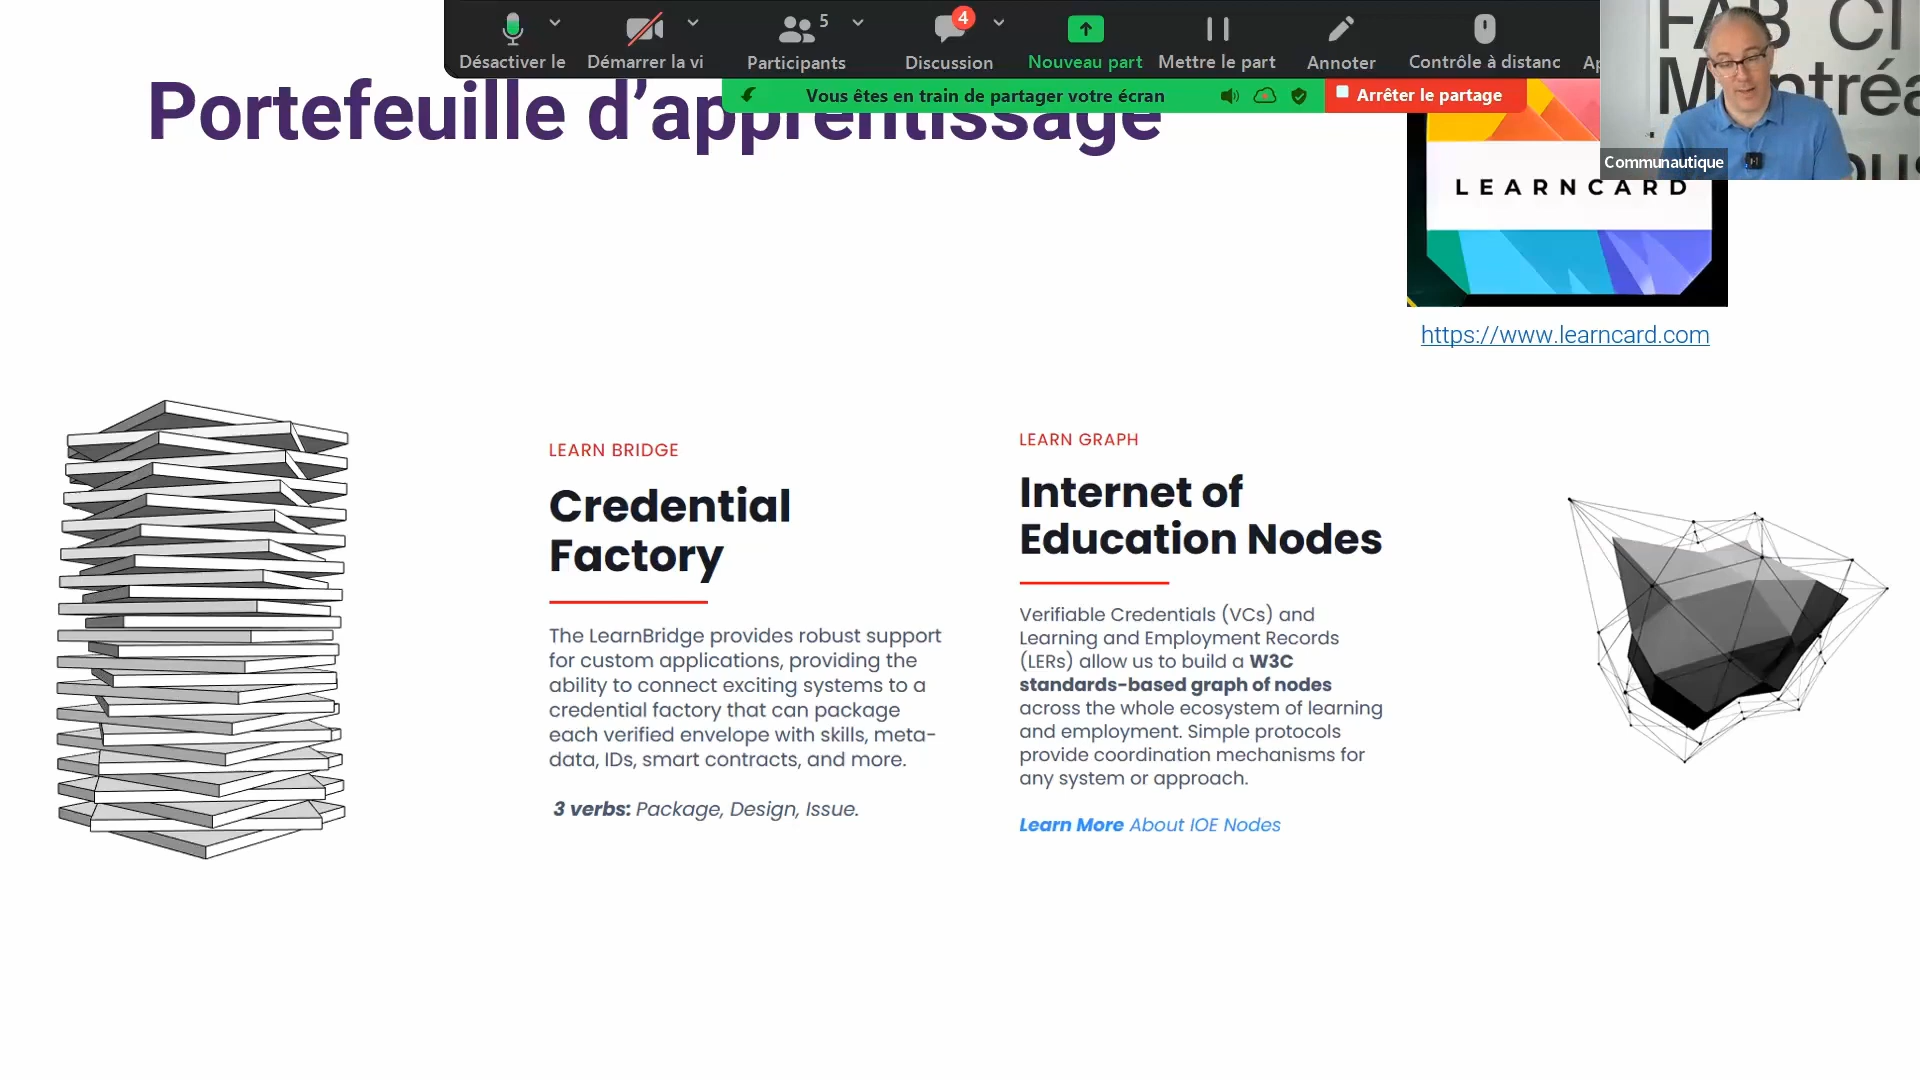 Désactiver le
Démarrer la vi
5
Participants
4
Discussion
Nouveau part
Mettre le part
Annoter
Contrôle à distanc
Vous êtes en train de partager votre écran
Arrêter le partage
FAB CI
Montréa
Communautique
Portefeuille d’apprentissage
LEARNCARD
https://www.learncard.com
LEARN BRIDGE
Credential
Factory
The LearnBridge provides robust support
for custom applications, providing the
ability to connect exciting systems to a
credential factory that can package
each verified envelope with skills, meta-
data, IDs, smart contracts, and more.
3 verbs: Package, Design, Issue.
LEARN GRAPH
Internet of
Education Nodes
Verifiable Credentials (VCs) and
Learning and Employment Records
(LERs) allow us to build a W3C
standards-based graph of nodes
across the whole ecosystem of learning
and employment. Simple protocols
provide coordination mechanisms for
any system or approach.
Learn More About IOE Nodes